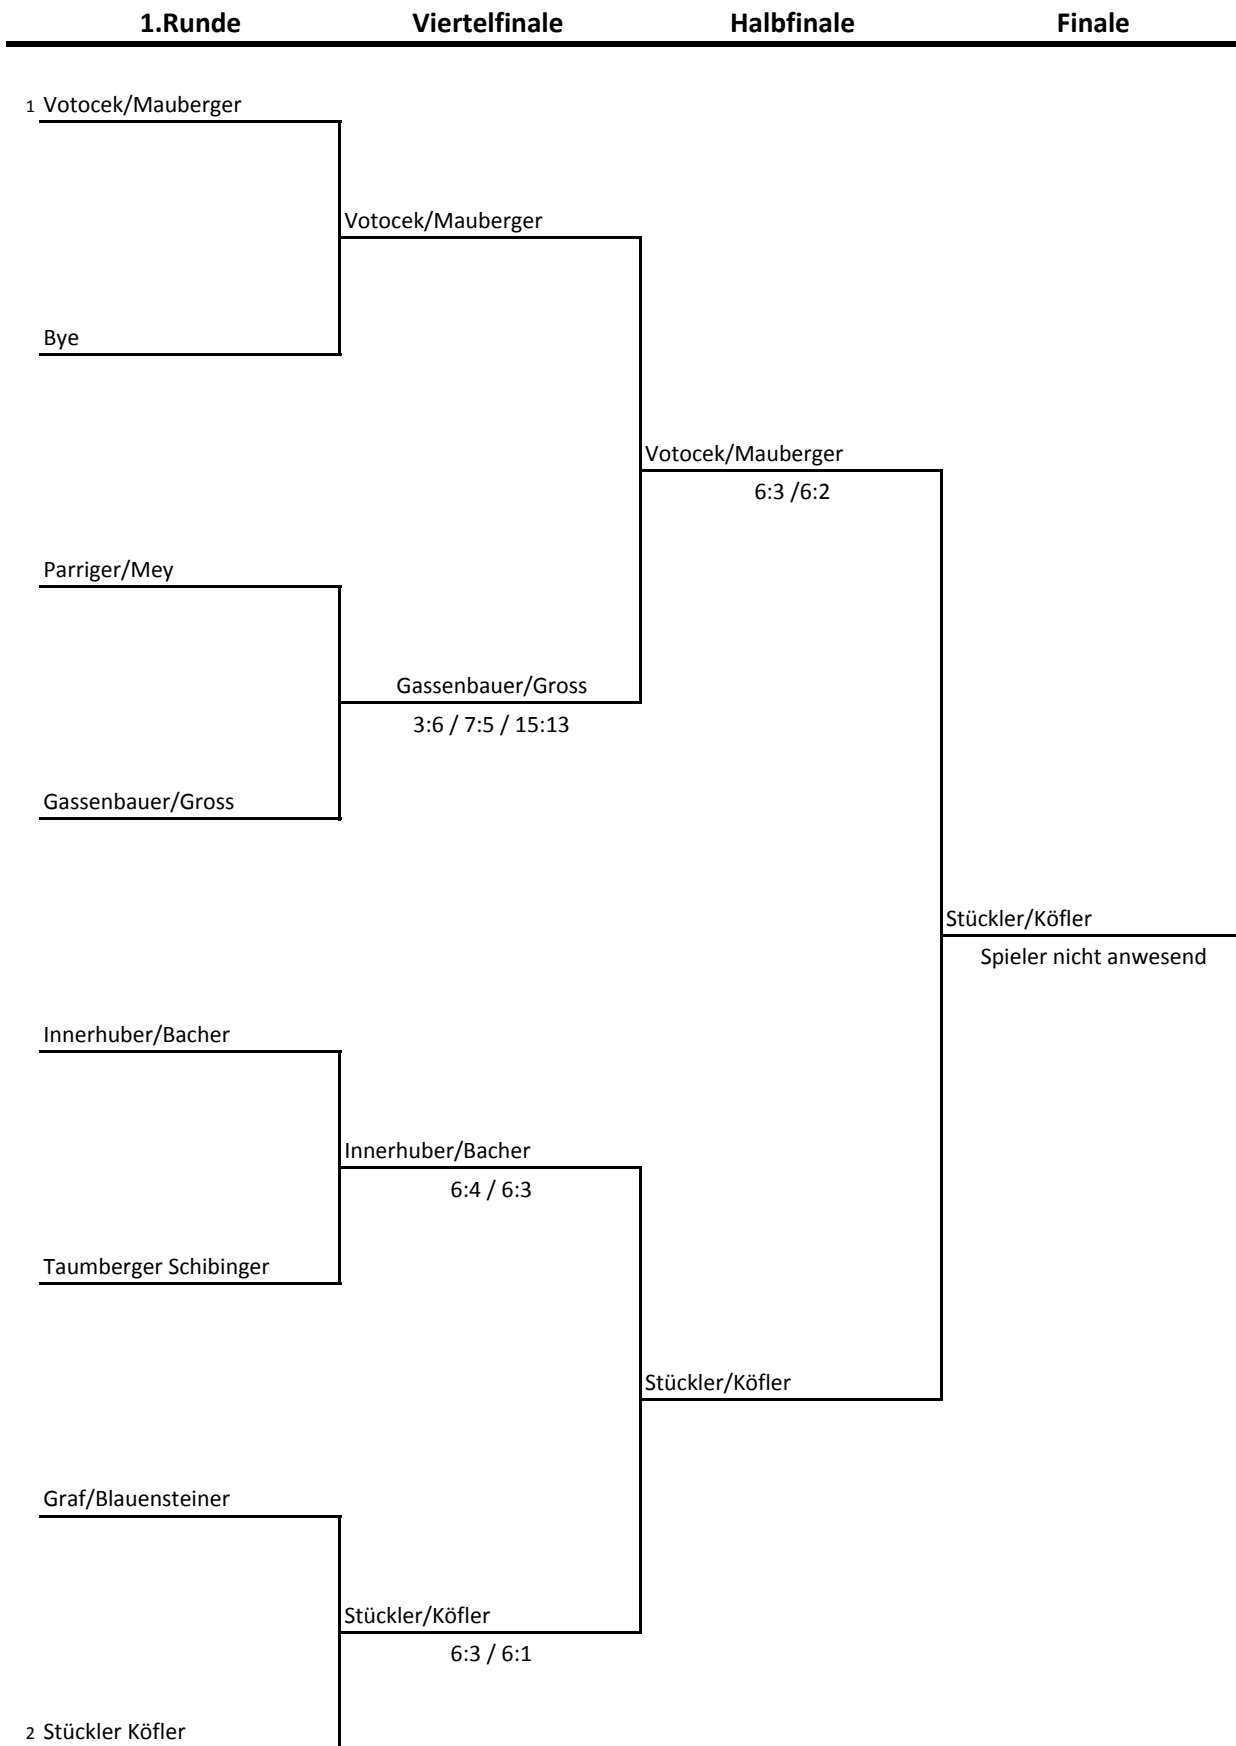 1.Runde Viertelfinale Halbfinale Finale
1 Votocek/Mauberger
Votocek/Mauberger
Bye
Votocek/Mauberger
6:3 /6:2
Parriger/Mey
Gassenbauer/Gross
3:6 / 7:5 / 15:13
Gassenbauer/Gross
Stückler/Köfler
Spieler nicht anwesend
Innerhuber/Bacher
Innerhuber/Bacher
6:4 / 6:3
Taumberger Schibinger
Stückler/Köfler
Graf/Blauensteiner
Stückler/Köfler
6:3 / 6:1
2 Stückler Köfler